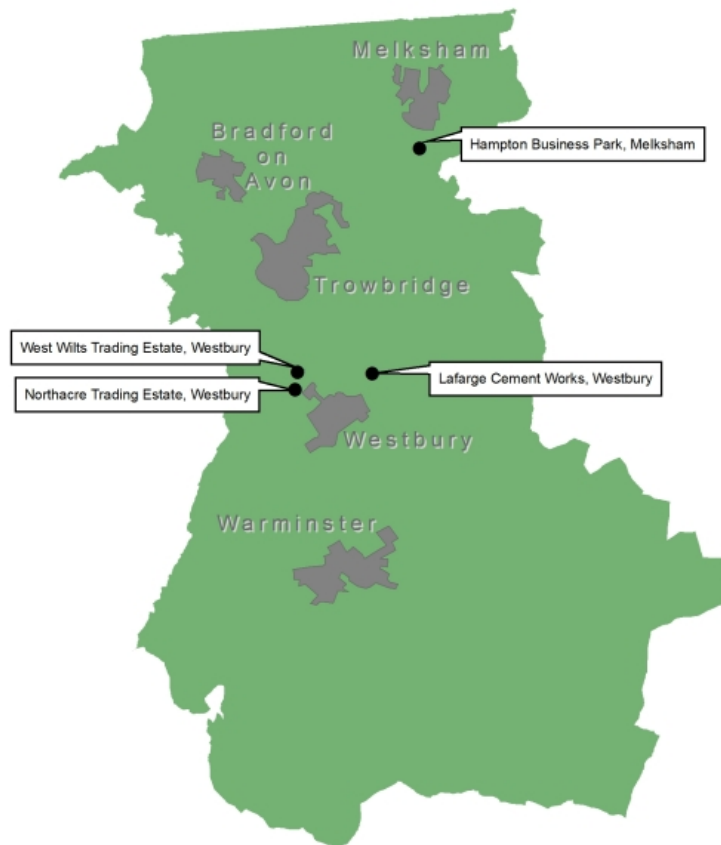 Melksham
Hampton Business Park, Melksham
Bradford
on
Avon
Trowbridge
West Wilts Trading Estate, Westbury
Lafarge Cement Works, Westbury
Northacre Trading Estate, Westbury
Westbury
Warminster